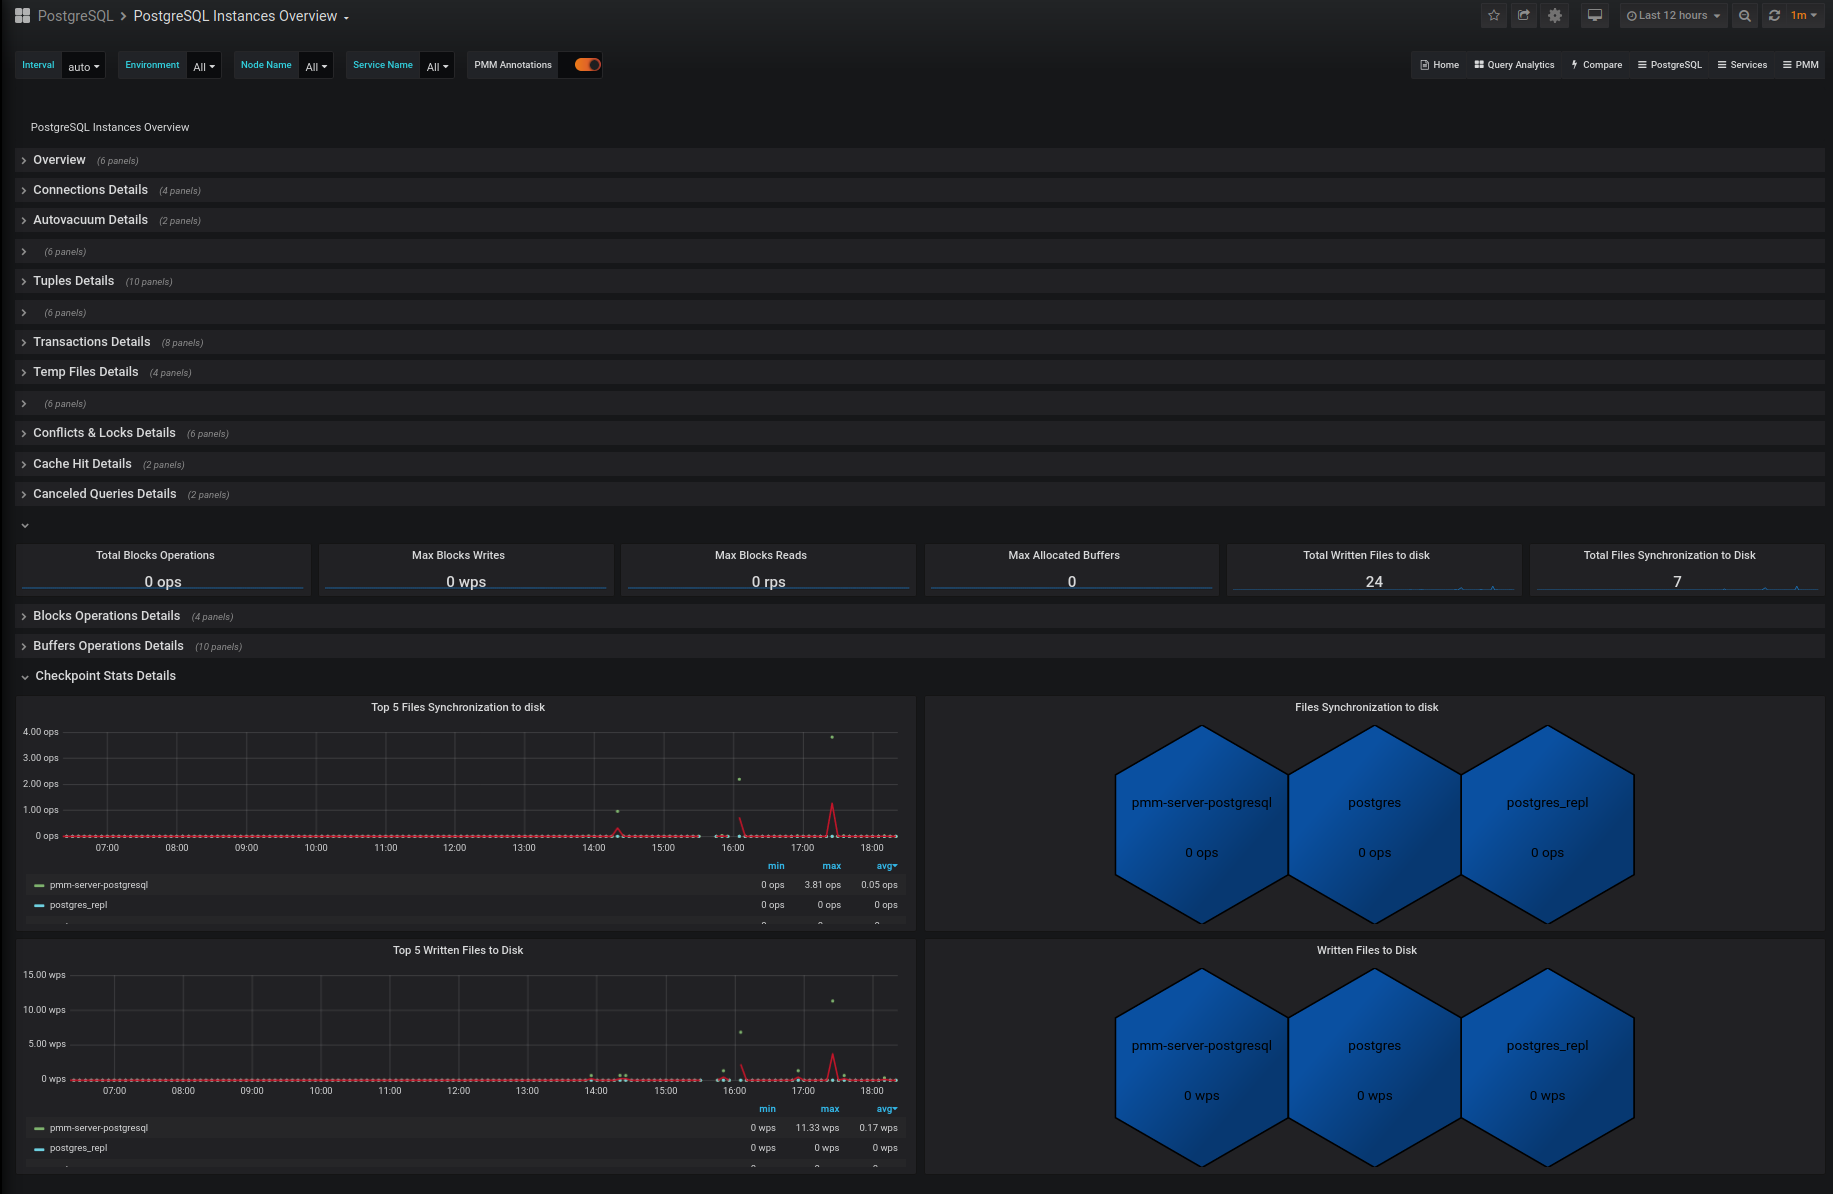 PostgreSQL > PostgreSQL Instances Overview
Last 12 hours
1m
Interval auto Environment All Node Name All Service Name All PMM Annotations
Home Query Analytics Compare PostgreSQL Services PMM
PostgreSQL Instances Overview
Overview (6 panels)
Connections Details (4 panels)
Autovacuum Details (2 panels)
(6 panels)
Tuples Details (10 panels)
(6 panels)
Transactions Details (8 panels)
Temp Files Details (4 panels)
(6 panels)
Conflicts & Locks Details (6 panels)
Cache Hit Details (2 panels)
Canceled Queries Details (2 panels)
Total Blocks Operations
0 ops
Max Blocks Writes
0 wps
Max Blocks Reads
0 rps
Max Allocated Buffers
0
Total Written Files to disk
24
Total Files Synchronization to Disk
7
Blocks Operations Details (4 panels)
Buffers Operations Details (10 panels)
Checkpoint Stats Details
Top 5 Files Synchronization to disk
4.00 ops
3.00 ops
2.00 ops
1.00 ops
0 ops
07:00 08:00 09:00 10:00 11:00 12:00 13:00 14:00 15:00 16:00 17:00 18:00
min max avg
pmm-server-postgresql 0 ops 3.81 ops 0.05 ops
postgres_repl 0 ops 0 ops 0 ops
Files Synchronization to disk
pmm-server-postgresql
0 ops
postgres
0 ops
postgres_repl
0 ops
Top 5 Written Files to Disk
15.00 wps
10.00 wps
5.00 wps
0 wps
07:00 08:00 09:00 10:00 11:00 12:00 13:00 14:00 15:00 16:00 17:00 18:00
min max avg
pmm-server-postgresql 0 wps 11.33 wps 0.17 wps
postgres_repl 0 wps 0 wps 0 wps
Written Files to Disk
pmm-server-postgresql
0 wps
postgres
0 wps
postgres_repl
0 wps